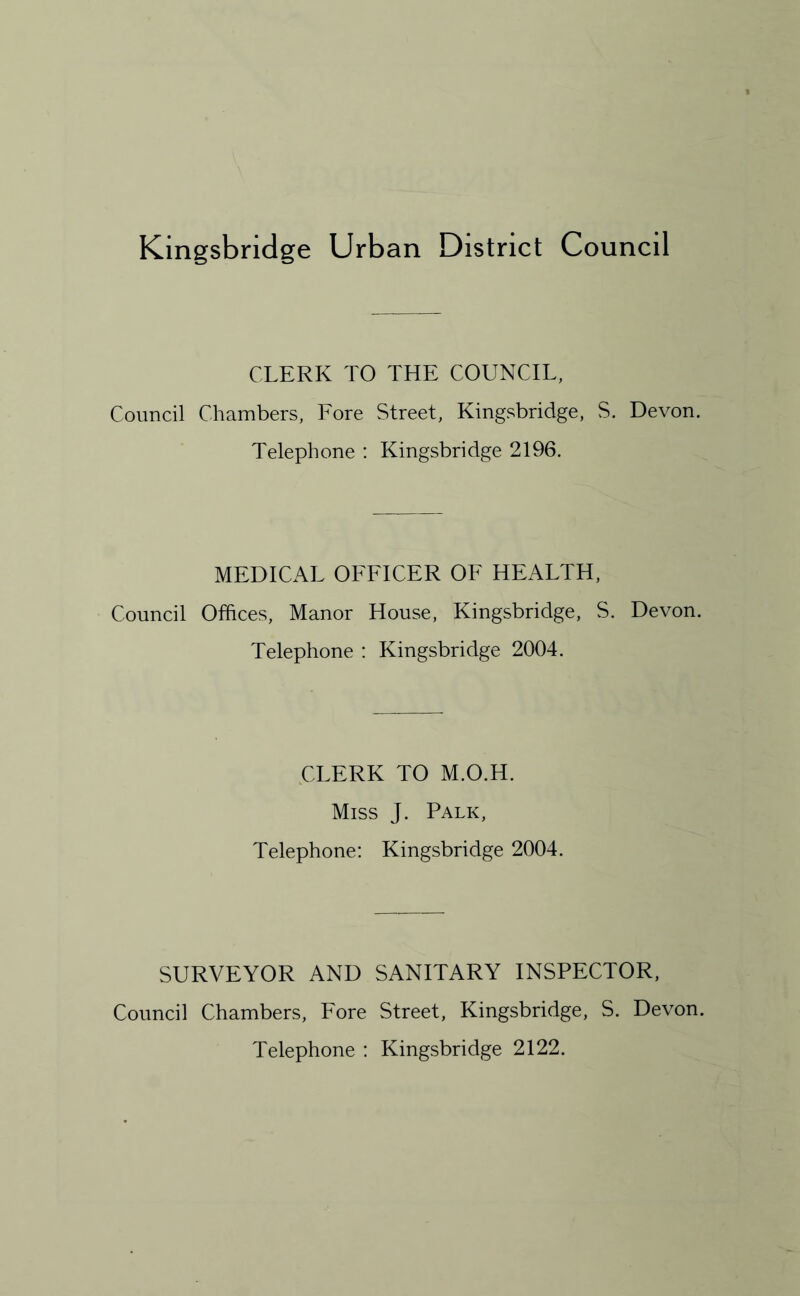 Kingsbridge Urban District Council
CLERK TO THE COUNCIL,
Council Chambers, Fore Street, Kingsbridge, S. Devon.
Telephone : Kingsbridge 2196.
MEDICAL OFFICER OF HEALTH,
Council Offices, Manor House, Kingsbridge, S. Devon.
Telephone : Kingsbridge 2004.
CLERK TO M.O.H.
Miss J. Palk,
Telephone: Kingsbridge 2004.
SURVEYOR AND SANITARY INSPECTOR,
Council Chambers, Fore Street, Kingsbridge, S. Devon.
Telephone : Kingsbridge 2122.